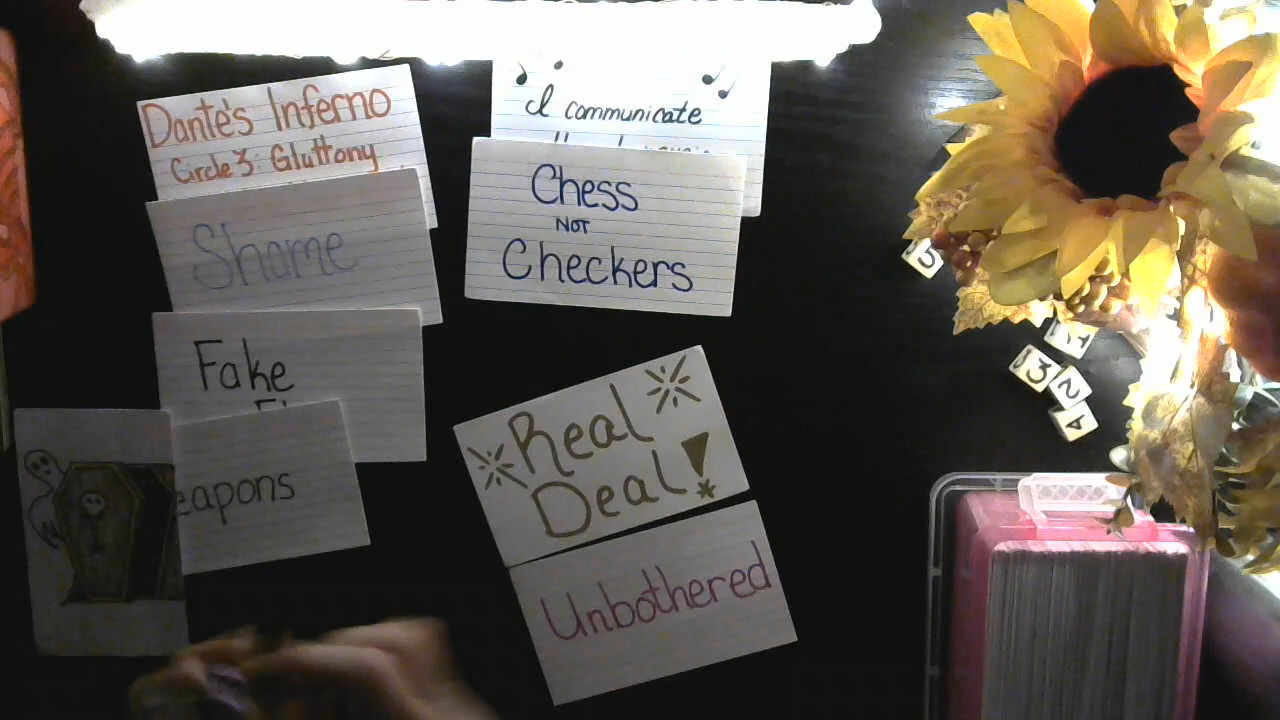 Dante's Inferno
Circle 3: Gluttony
Shame
Fake
eapons
I communicate
Chess
NOT
Checkers
Real
Deal!
Unbothered
5
3
2
4